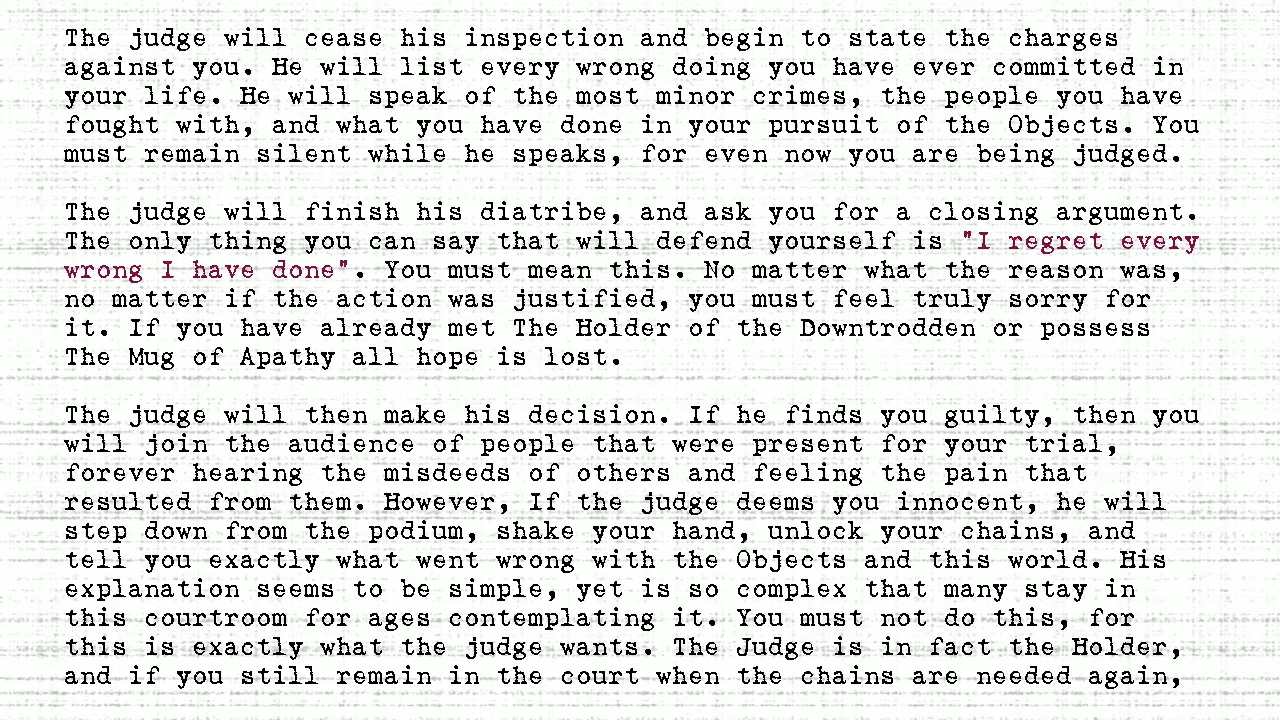 The judge will cease his inspection and begin to state the charges
against you. He will list every wrong doing you have ever committed in
your life. He will speak of the most minor crimes, the people you have
fought with, and what you have done in your pursuit of the Objects. You
must remain silent while he speaks, for even now you are being judged.
The judge will finish his diatribe, and ask you for a closing argument.
The only thing you can say that will defend yourself is "I regret every
wrong I have done". You must mean this. No matter what the reason was,
no matter if the action was justified, you must feel truly sorry for
it. If you have already met The Holder of the Downtrodden or possess
The Mug of Apathy all hope is lost.
The judge will then make his decision. If he finds you guilty, then you
will join the audience of people that were present for your trial,
forever hearing the misdeeds of others and feeling the pain that
resulted from them. However, If the judge deems you innocent, he will
step down from the podium, shake your hand, unlock your chains, and
tell you exactly what went wrong with the Objects and this world. His
explanation seems to be simple, yet is so complex that many stay in
this courtroom for ages contemplating it. You must not do this, for
this is exactly what the judge wants. The Judge is in fact the Holder,
and if you still remain in the court when the chains are needed again,